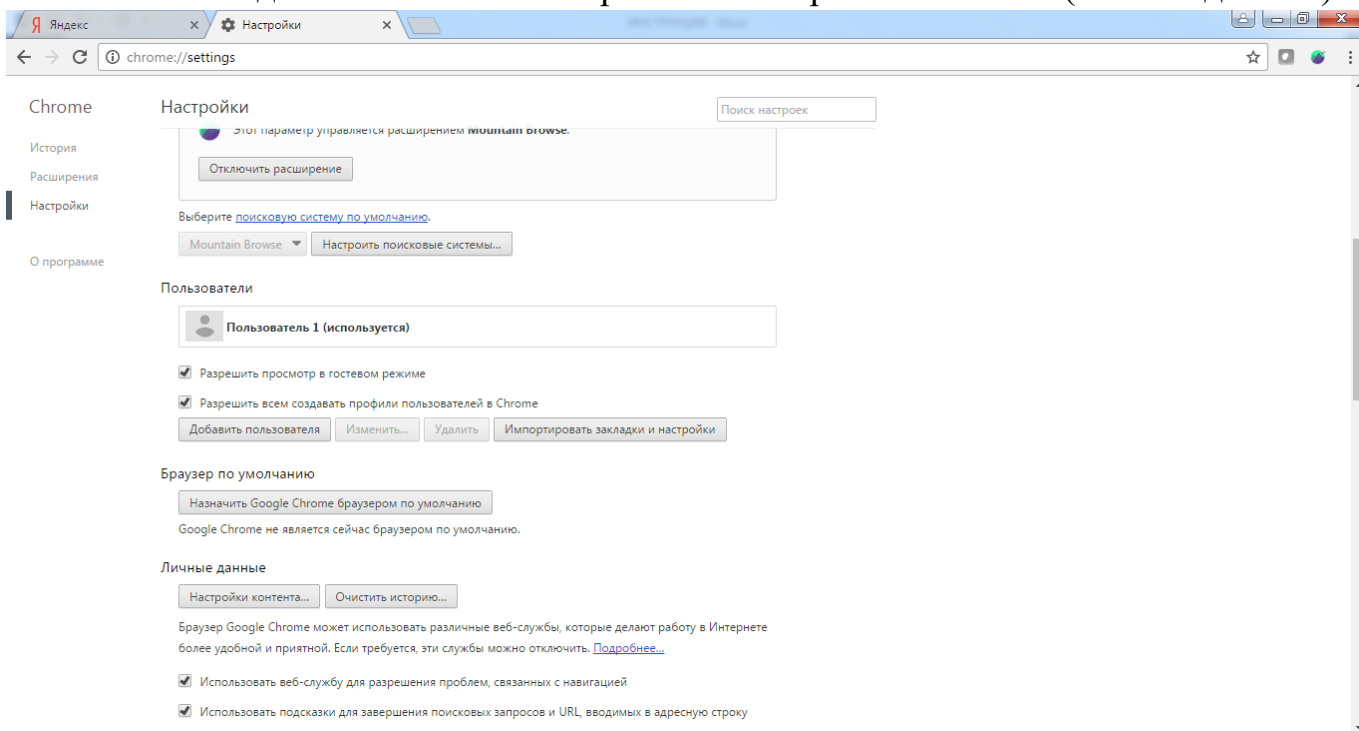 Яндекс
Настройки
chrome://settings
Chrome
История
Расширения
Настройки
О программе
Настройки
Поиск настроек
Этот параметр управляется расширением Mountain Browse.
Отключить расширение
Выберите поисковую систему по умолчанию.
Mountain Browse Настроить поисковые системы...
Пользователи
Пользователь 1 (используется)
Разрешить просмотр в гостевом режиме
Разрешить всем создавать профили пользователей в Chrome
Добавить пользователя Изменить... Удалить Импортировать закладки и настройки
Браузер по умолчанию
Назначить Google Chrome браузером по умолчанию
Google Chrome не является сейчас браузером по умолчанию.
Личные данные
Настройки контента... Очистить историю...
Браузер Google Chrome может использовать различные веб-службы, которые делают работу в Интернете
более удобной и приятной. Если требуется, эти службы можно отключить. Подробнее...
Использовать веб-службу для разрешения проблем, связанных с навигацией
Использовать подсказки для завершения поисковых запросов и URL, вводимых в адресную строку